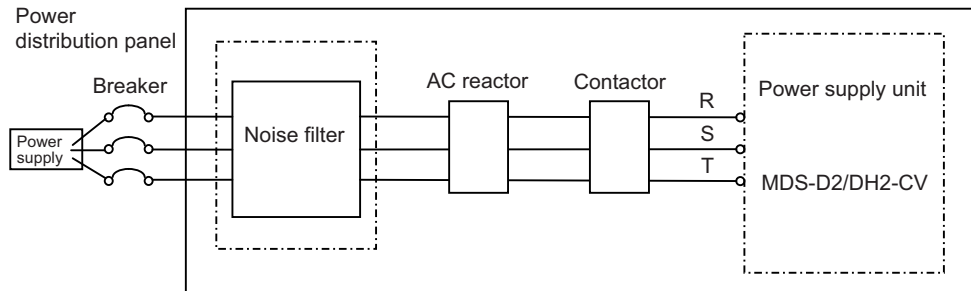 Power
distribution panel
Breaker
Power
supply
Noise filter
AC reactor
Contactor
R
S
T
Power supply unit
MDS-D2/DH2-CV